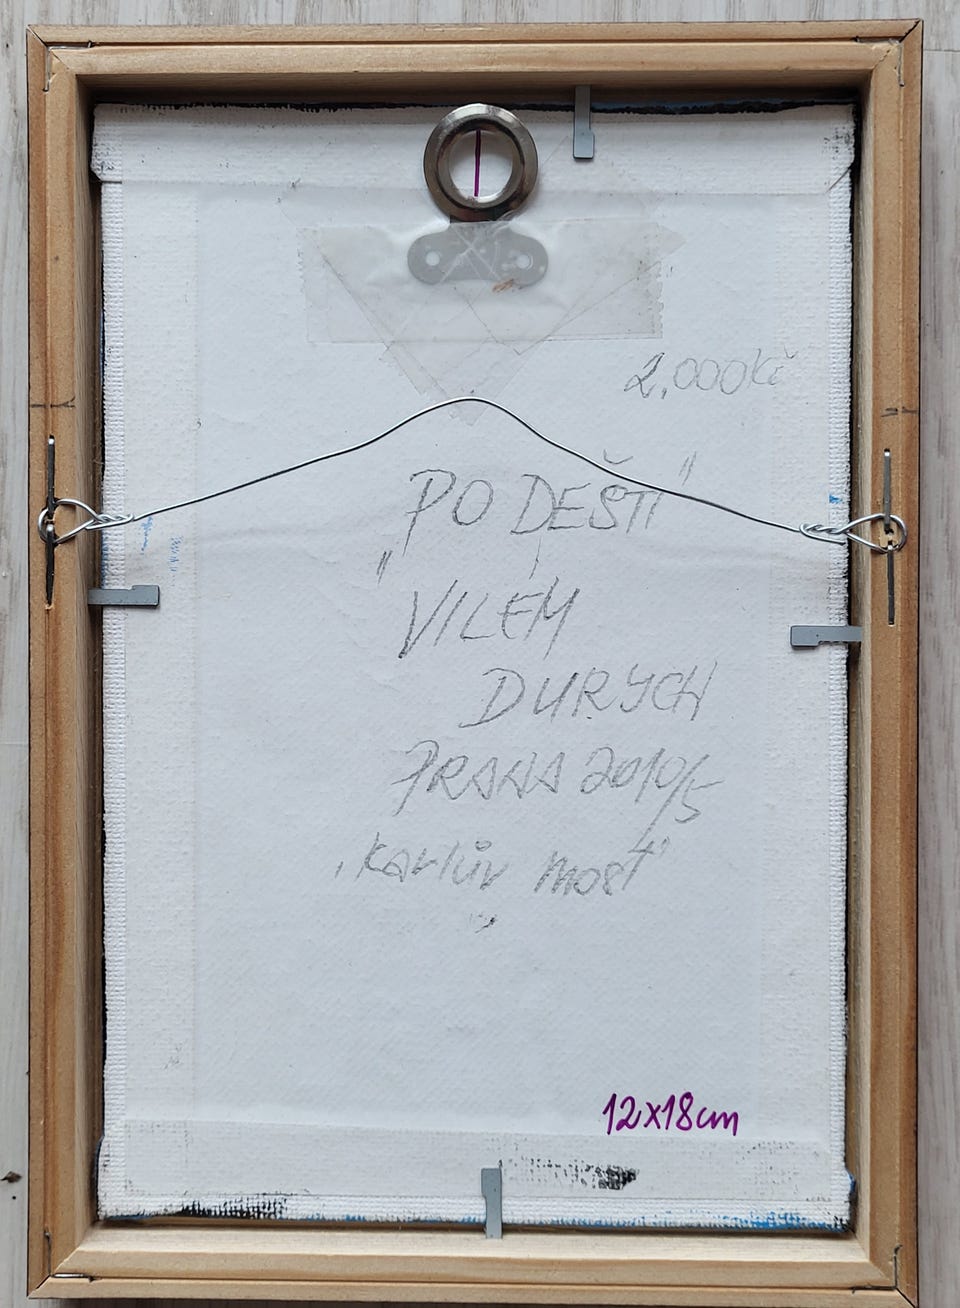 2.000Kč
„PO DEŠTI"
VILÉM
DURYCH
PRAHA 2010/5
„Karlův most"
12x18cm